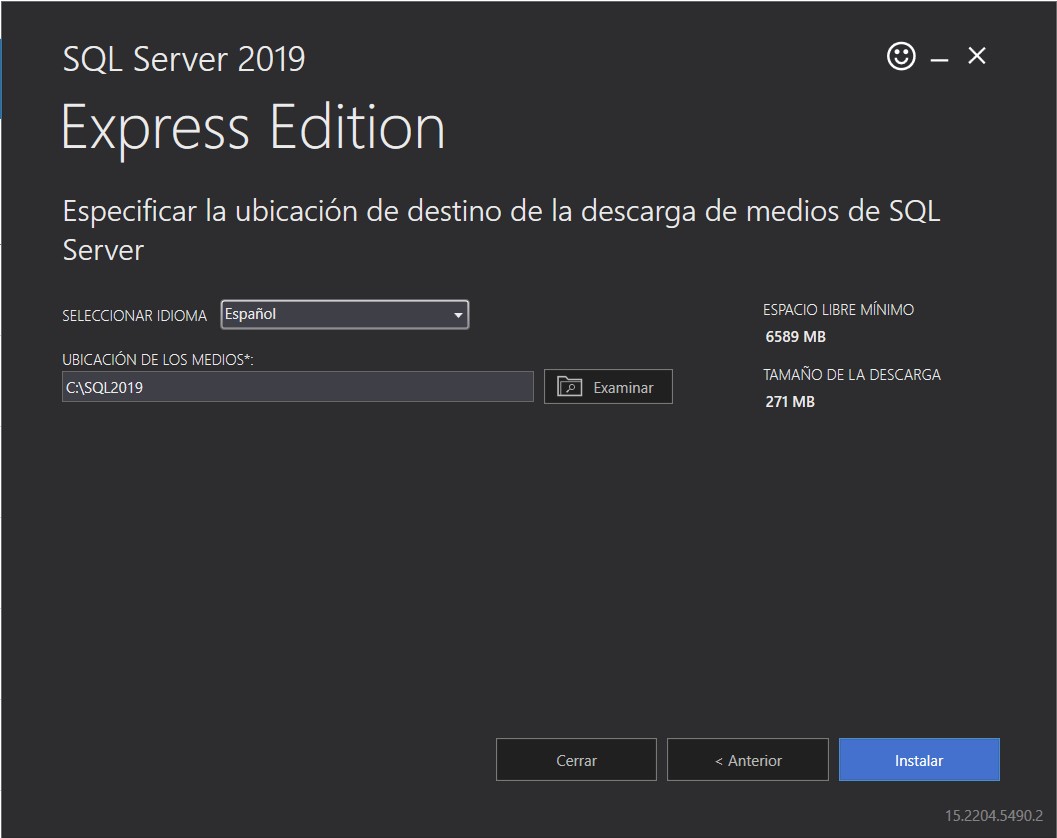 SQL Server 2019
Express Edition
Especificar la ubicación de destino de la descarga de medios de SQL
Server
SELECCIONAR IDIOMA Español
ESPACIO LIBRE MÍNIMO
6589 MB
UBICACIÓN DE LOS MEDIOS*:
C:\SQL2019 Examinar
TAMAÑO DE LA DESCARGA
271 MB
Cerrar < Anterior Instalar
15.2204.5490.2